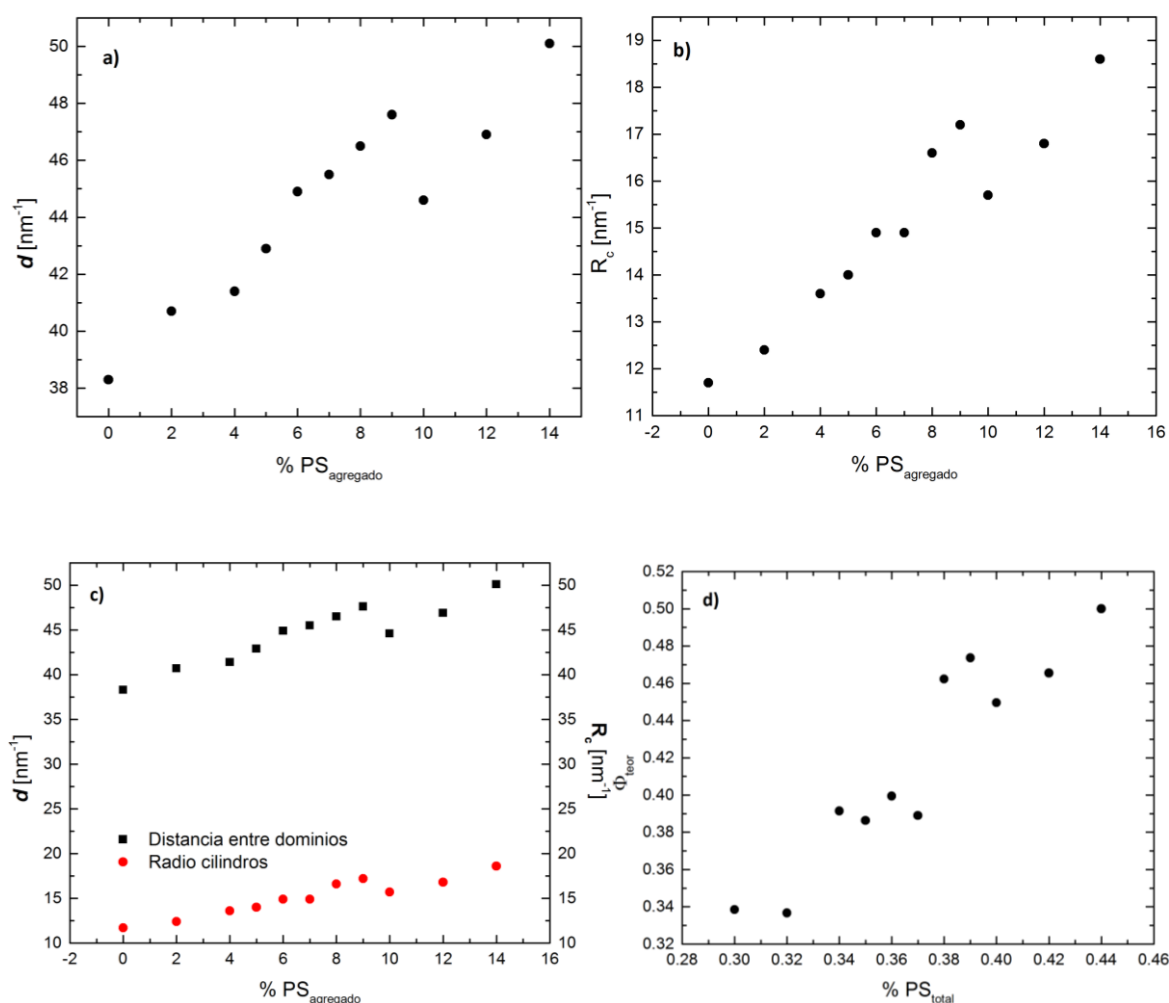 a)
50
48
46
44
42
40
38
d [nm-1]
0 2 4 6 8 10 12 14
% PSagregado
b)
19
18
17
16
15
14
13
12
11
Rc [nm-1]
-2 0 2 4 6 8 10 12 14 16
% PSagregado
c)
50
45
40
35
30
25
20
15
10
d [nm-1]
Distancia entre dominios
Radio cilindros
50
45
40
35
30
25
20
15
10
Rc [nm-1]
-2 0 2 4 6 8 10 12 14 16
% PSagregado
d)
0.52
0.50
0.48
0.46
0.44
0.42
0.40
0.38
0.36
0.34
0.32
Φteor
0.28 0.30 0.32 0.34 0.36 0.38 0.40 0.42 0.44 0.46
% PStotal